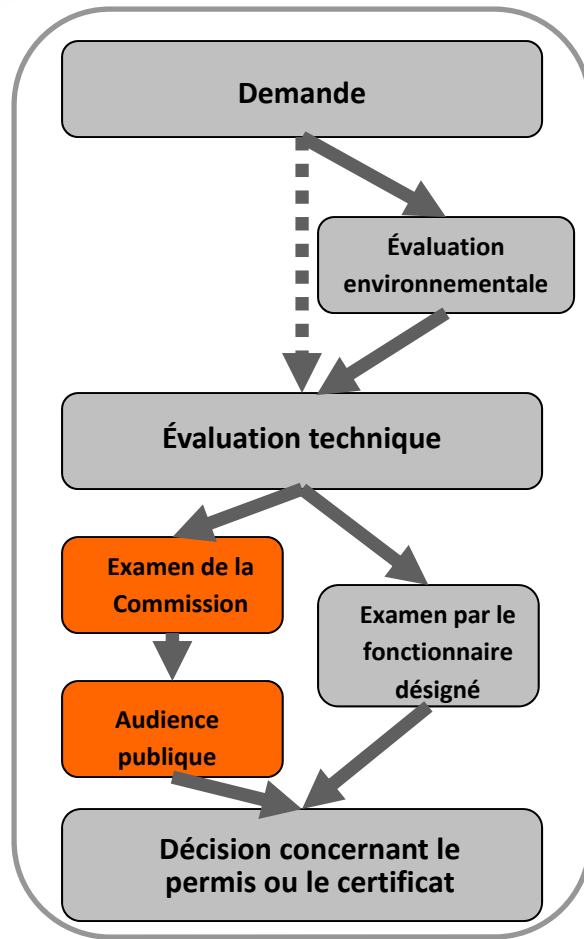 Demande
Évaluation
environnementale
Évaluation technique
Examen de la
Commission
Examen par le
fonctionnaire
désigné
Audience
publique
Décision concernant le
permis ou le certificat